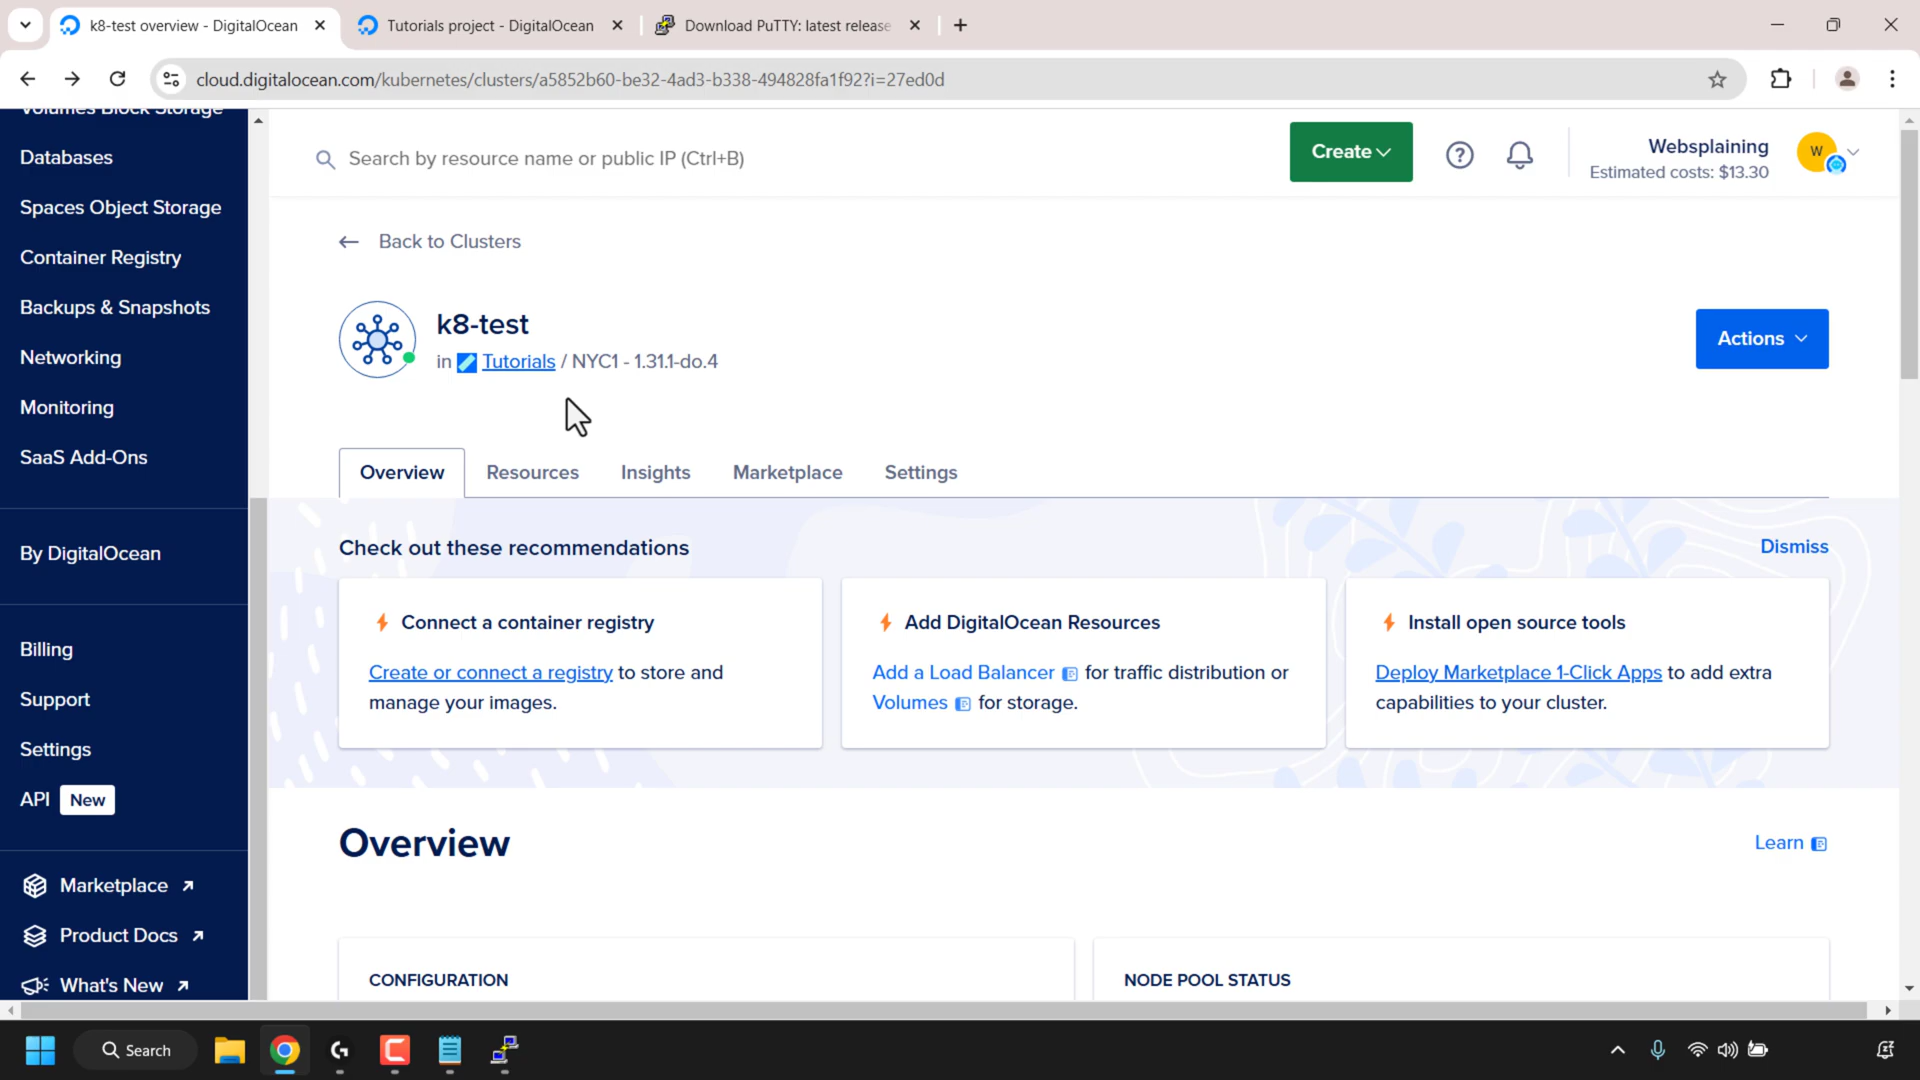 k8-test overview - DigitalOcean
Tutorials project - DigitalOcean
Download PuTTY: latest release
cloud.digitalocean.com/kubernetes/clusters/a5852b60-be32-4ad3-b338-494828fa1f92?i=27ed0d
Volumes Block Storage
Databases
Spaces Object Storage
Container Registry
Backups & Snapshots
Networking
Monitoring
SaaS Add-Ons
By DigitalOcean
Billing
Support
Settings
API New
Marketplace
Product Docs
What's New
Search by resource name or public IP (Ctrl+B)
Create
Websplaining
Estimated costs: $13.30
W
Back to Clusters
k8-test
in Tutorials / NYC1 - 1.31.1-do.4
Actions
Overview
Resources
Insights
Marketplace
Settings
Check out these recommendations
Dismiss
Connect a container registry
Create or connect a registry to store and
manage your images.
Add DigitalOcean Resources
Add a Load Balancer for traffic distribution or
Volumes for storage.
Install open source tools
Deploy Marketplace 1-Click Apps to add extra
capabilities to your cluster.
Overview
Learn
CONFIGURATION
NODE POOL STATUS
Search